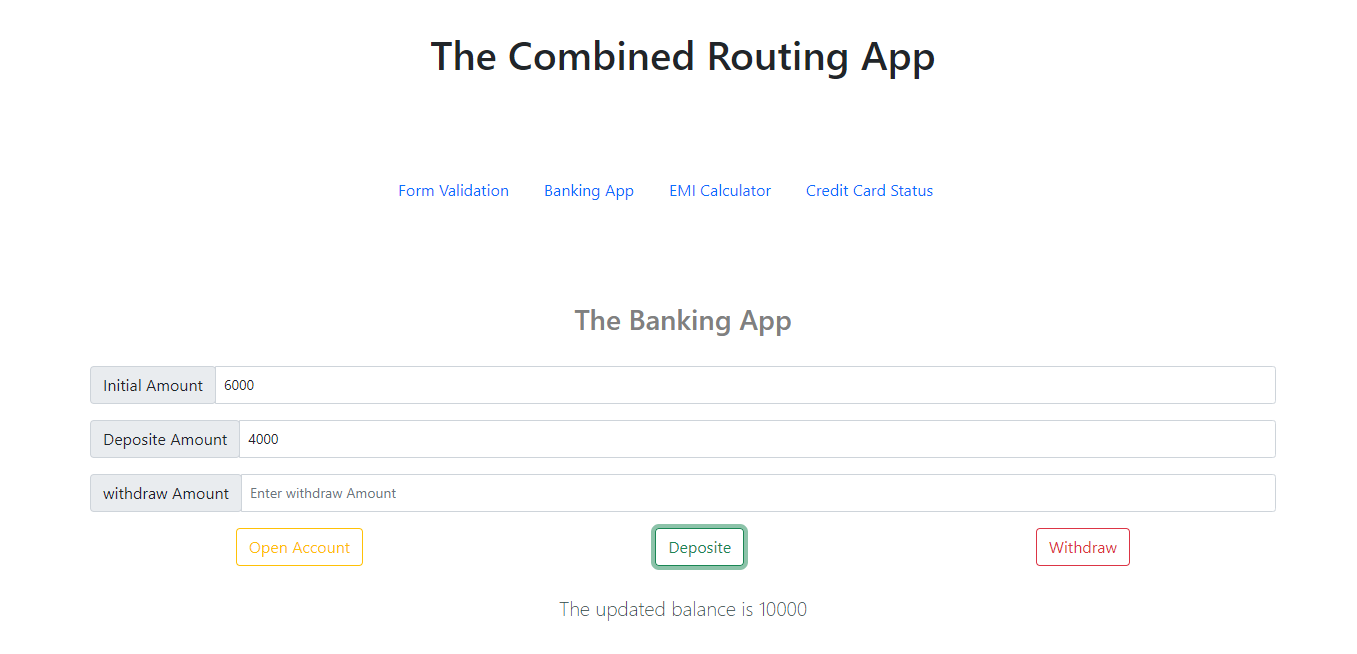 The Combined Routing App
Form Validation Banking App EMI Calculator Credit Card Status
The Banking App
Initial Amount 6000
Deposite Amount 4000
withdraw Amount Enter withdraw Amount
Open Account Deposite Withdraw
The updated balance is 10000